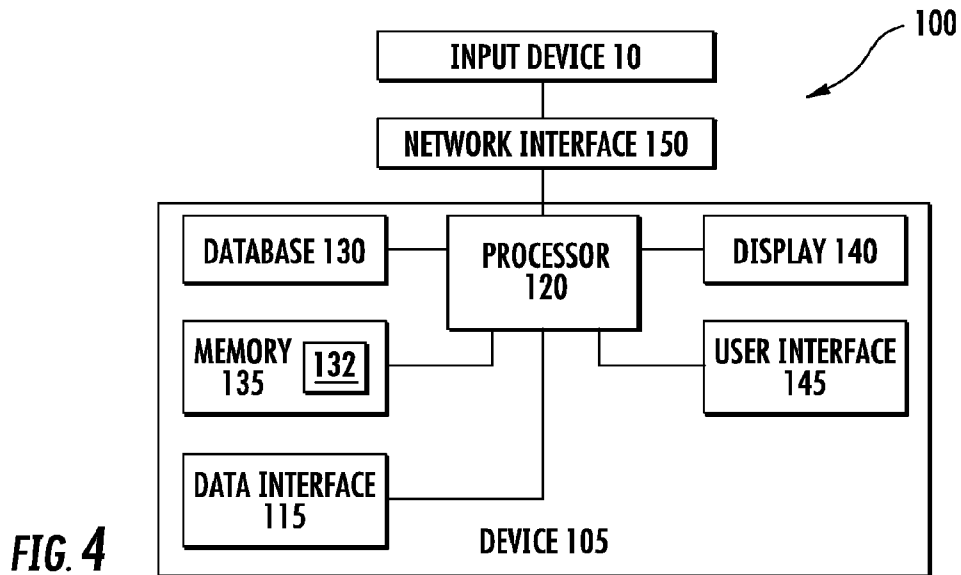 100
INPUT DEVICE 10
NETWORK INTERFACE 150
DATABASE 130
PROCESSOR
120
DISPLAY 140
MEMORY
135
132
USER INTERFACE
145
DATA INTERFACE
115
DEVICE 105
FIG. 4